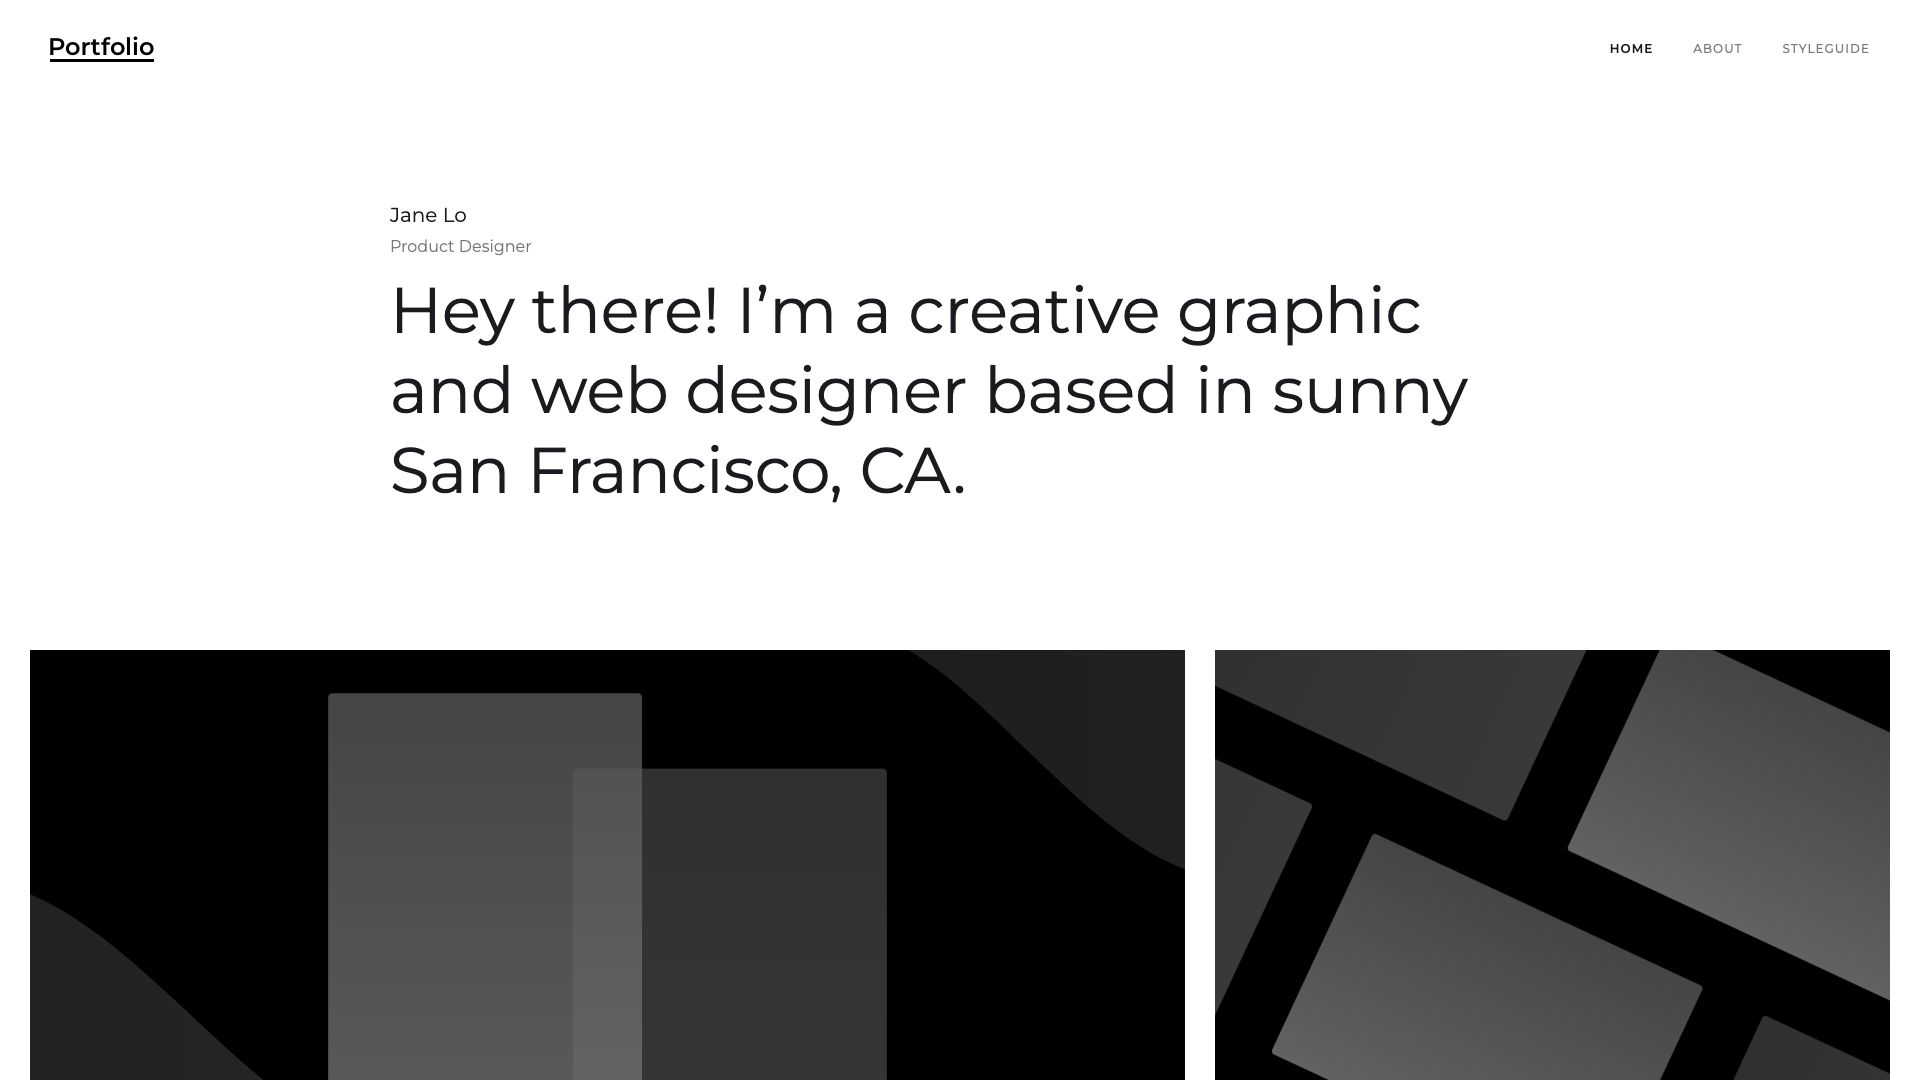 Portfolio
HOME ABOUT STYLEGUIDE
Jane Lo
Product Designer
Hey there! I’m a creative graphic
and web designer based in sunny
San Francisco, CA.